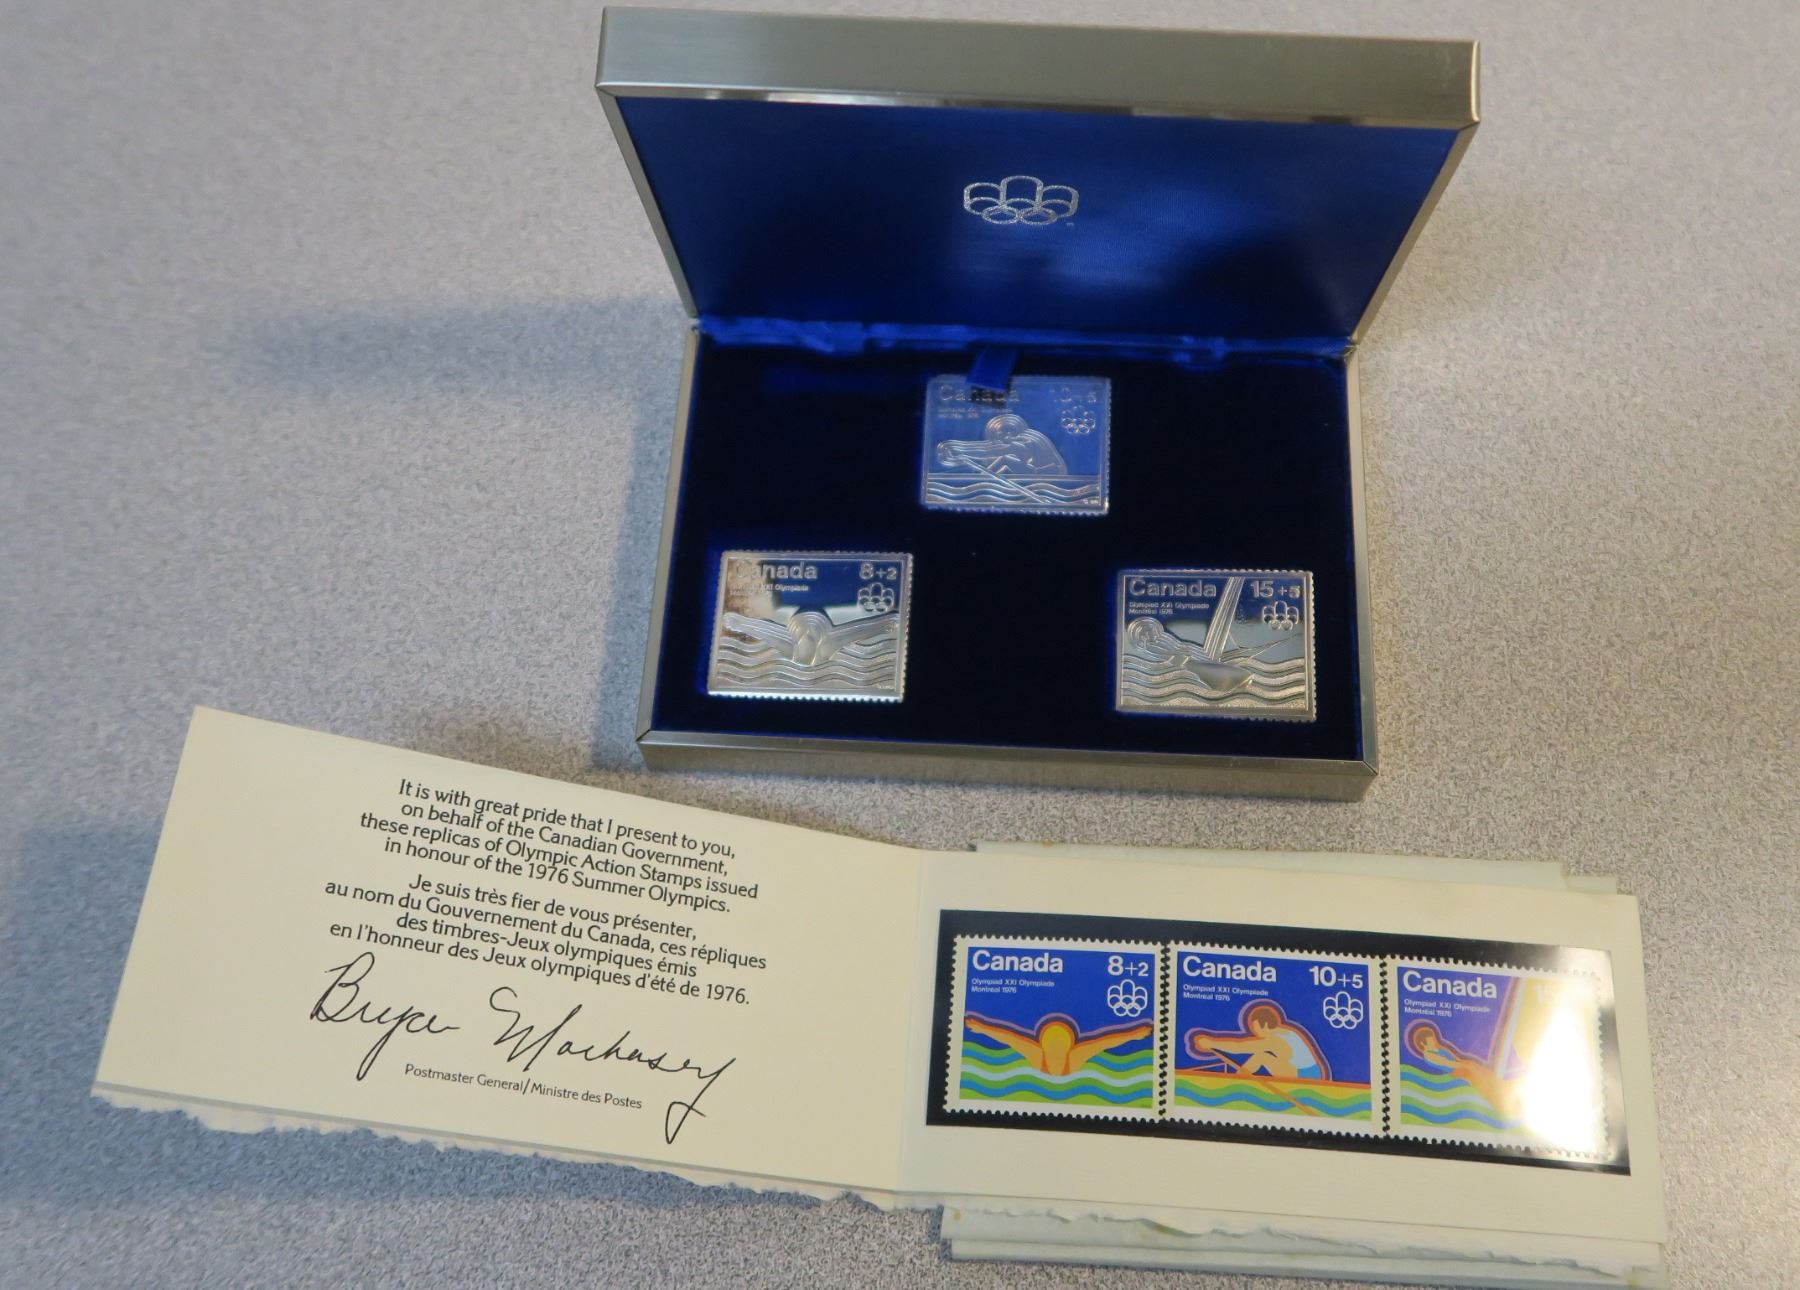 Canada 10+5
Canada 8+2
Canada 15+5
Olympiad XXI Olympiade
Montréal 1976
It is with great pride that I present to you,
on behalf of the Canadian Government,
these replicas of Olympic Action Stamps issued
in honour of the 1976 Summer Olympics.
Je suis très fier de vous présenter,
au nom du Gouvernement du Canada, ces répliques
des timbres-Jeux olympiques émis
en l'honneur des Jeux olympiques d'été de 1976.
Bryce Mackasey
Postmaster General/Ministre des Postes
Canada 8+2
Olympiad XXI Olympiade
Montréal 1976
Canada 10+5
Olympiad XXI Olympiade
Montréal 1976
Canada
Olympiad XXI Olympiade
Montréal 1976